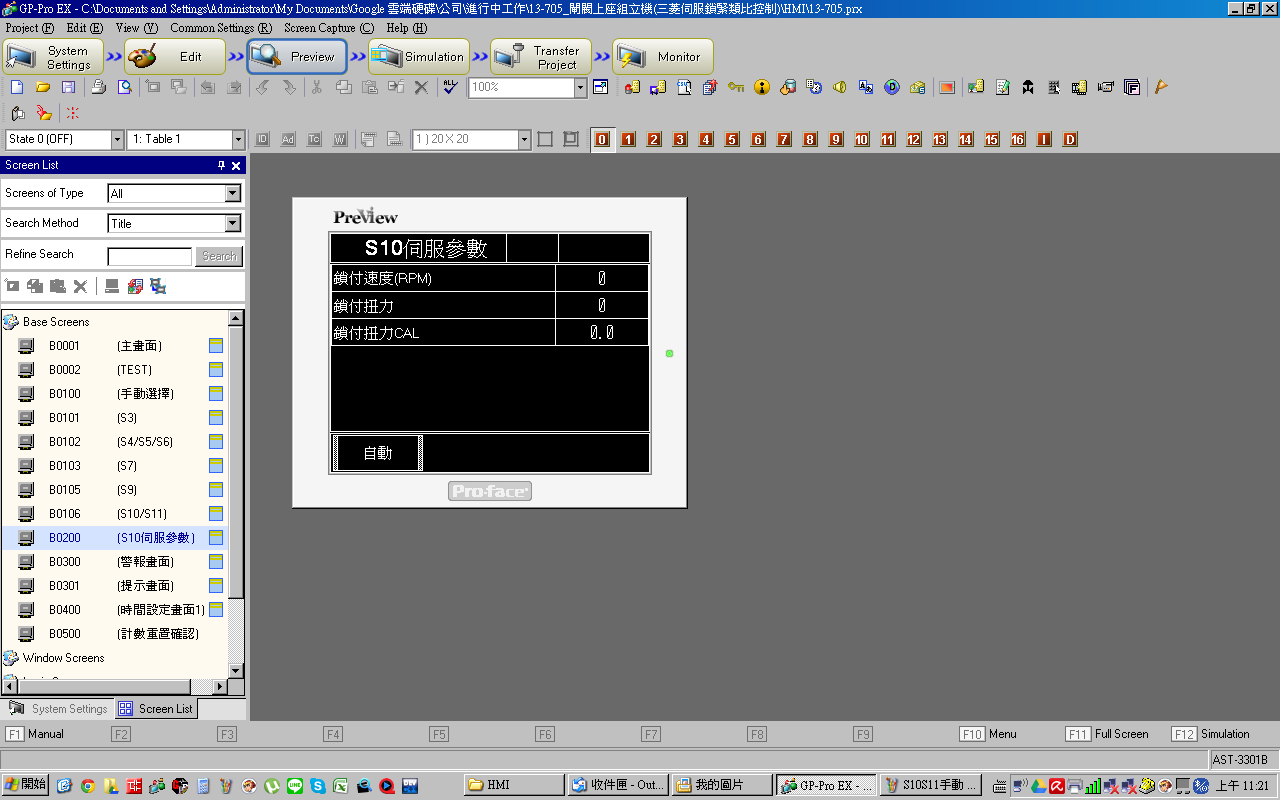 GP-Pro EX - C:\Documents and Settings\Administrator\My Documents\Google 雲端硬碟\公司\進行中工作\13-705_閘閥上座組立機(三菱伺服鎖緊類比控制)\HMI\13-705.prx
Project (F) Edit (E) View (V) Common Settings (R) Screen Capture (C) Help (H)
System Settings Edit Preview Simulation Transfer Project Monitor
100%
State 0 (OFF) 1: Table 1 ID Ad Tc W 1 ) 20 X 20 0 1 2 3 4 5 6 7 8 9 10 11 12 13 14 15 16 I D
Screen List
Screens of Type All
Search Method Title
Refine Search Search
Base Screens
B0001 (主畫面)
B0002 (TEST)
B0100 (手動選擇)
B0101 (S3)
B0102 (S4/S5/S6)
B0103 (S7)
B0105 (S9)
B0106 (S10/S11)
B0200 (S10伺服參數)
B0300 (警報畫面)
B0301 (提示畫面)
B0400 (時間設定畫面1)
B0500 (計數重置確認)
Window Screens
System Settings Screen List
PreView
S10伺服參數
鎖付速度(RPM) 0
鎖付扭力 0
鎖付扭力CAL 0.0
自動
Pro-face
F1 Manual F2 F3 F4 F5 F6 F7 F8 F9 F10 Menu F11 Full Screen F12 Simulation
AST-3301B
開始 HMI 收件匣 - Out... 我的圖片 GP-Pro EX - ... S10S11手動 ... 上午 11:21